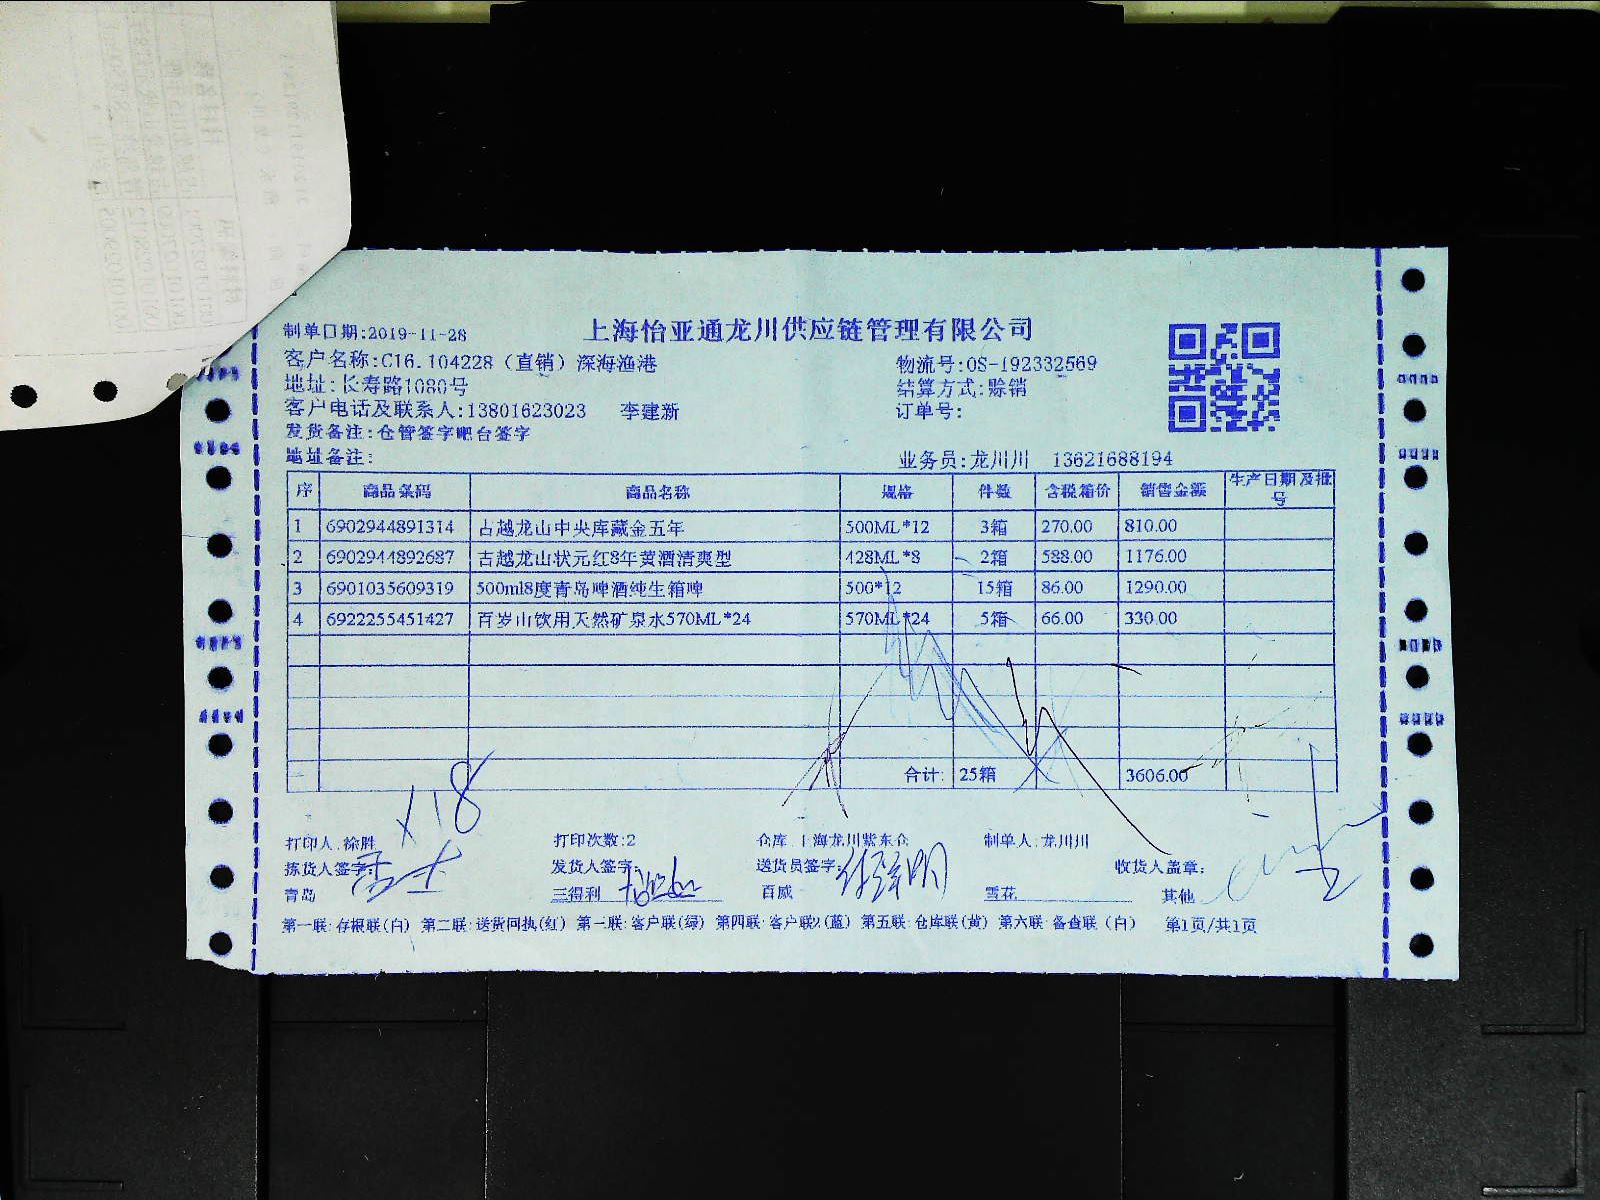 制单日期:2019-11-28
上海怡亚通龙川供应链管理有限公司
客户名称:C16.104228（直销）深海渔港
物流号:OS-192332569
地址:长寿路1080号
结算方式:赊销
客户电话及联系人:13801623023 李建新
订单号:
发货备注:仓管签字吧台签字
地址备注:
业务员:龙川川 13621688194
序 商品条码 商品名称 规格 件数 含税箱价 销售金额 生产日期及批号
1 6902944891314 古越龙山中央库藏金五年 500ML*12 3箱 270.00 810.00
2 6902944892687 古越龙山状元红8年黄酒清爽型 428ML*8 2箱 588.00 1176.00
3 6901035609319 500ml8度青岛啤酒纯生箱啤 500*12 15箱 86.00 1290.00
4 6922255451427 百岁山饮用天然矿泉水570ML*24 570ML*24 5箱 66.00 330.00
合计: 25箱 3606.00
x18
打印人:徐胜 打印次数:2 仓库:上海龙川紫东仓 制单人:龙川川
拣货人签字: 发货人签字: 送货员签字: 收货人盖章:
青岛 三得利 百威 雪花 其他
第一联:存根联(白) 第二联:送货回执(红) 第三联:客户联(绿) 第四联:客户联2(蓝) 第五联:仓库联(黄) 第六联:备查联(白) 第1页/共1页